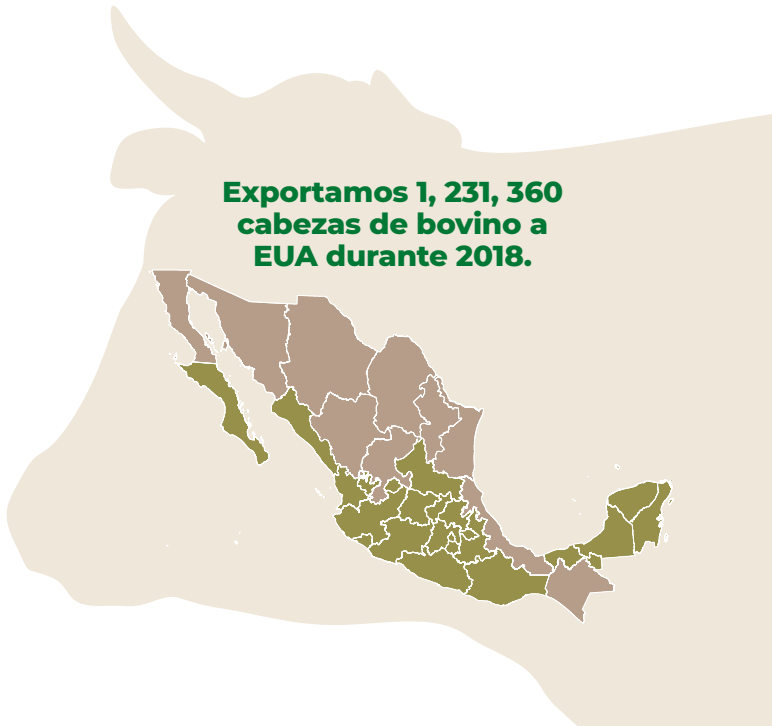 Exportamos 1, 231, 360
cabezas de bovino a
EUA durante 2018.